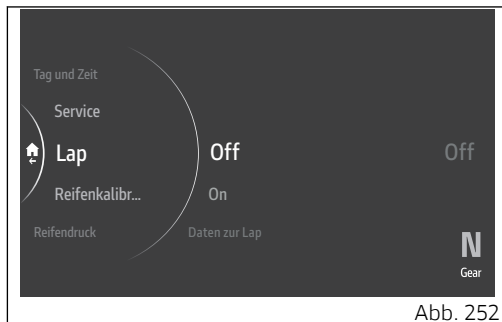 Tag und Zeit
Service
Lap
Off
Off
Reifenkalibr...
On
Reifendruck
Daten zur Lap
N
Gear
Abb. 252